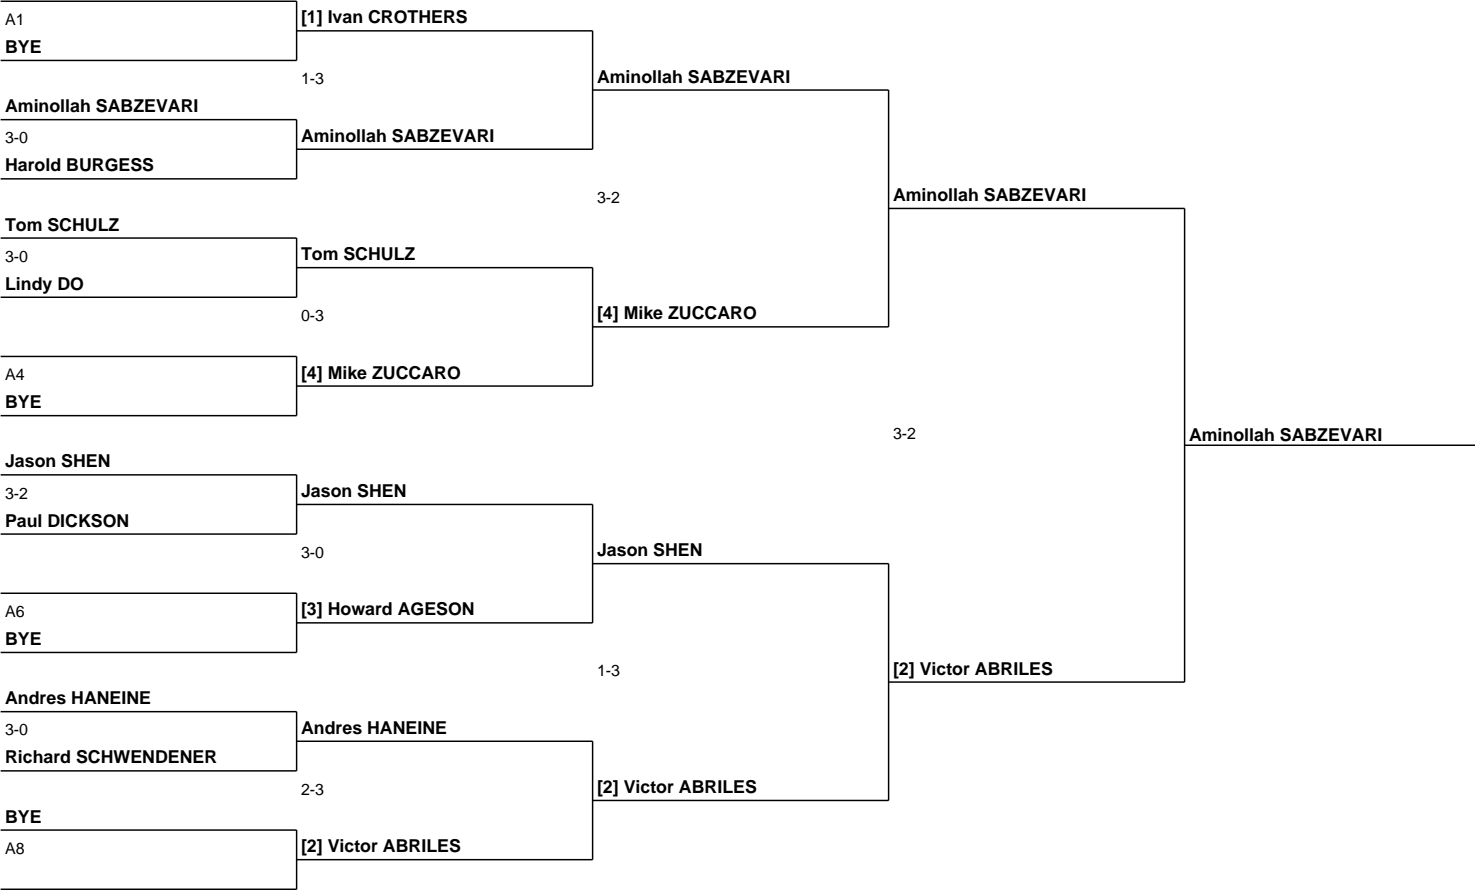 A1
BYE
[1] Ivan CROTHERS
1-3
Aminollah SABZEVARI
3-0
Harold BURGESS
Aminollah SABZEVARI
Aminollah SABZEVARI
3-2
Tom SCHULZ
3-0
Lindy DO
Tom SCHULZ
0-3
[4] Mike ZUCCARO
A4
BYE
[4] Mike ZUCCARO
Aminollah SABZEVARI
3-2
Aminollah SABZEVARI
Jason SHEN
3-2
Paul DICKSON
Jason SHEN
3-0
Jason SHEN
A6
BYE
[3] Howard AGESON
1-3
[2] Victor ABRILES
Andres HANEINE
3-0
Richard SCHWENDENER
Andres HANEINE
2-3
[2] Victor ABRILES
BYE
A8
[2] Victor ABRILES